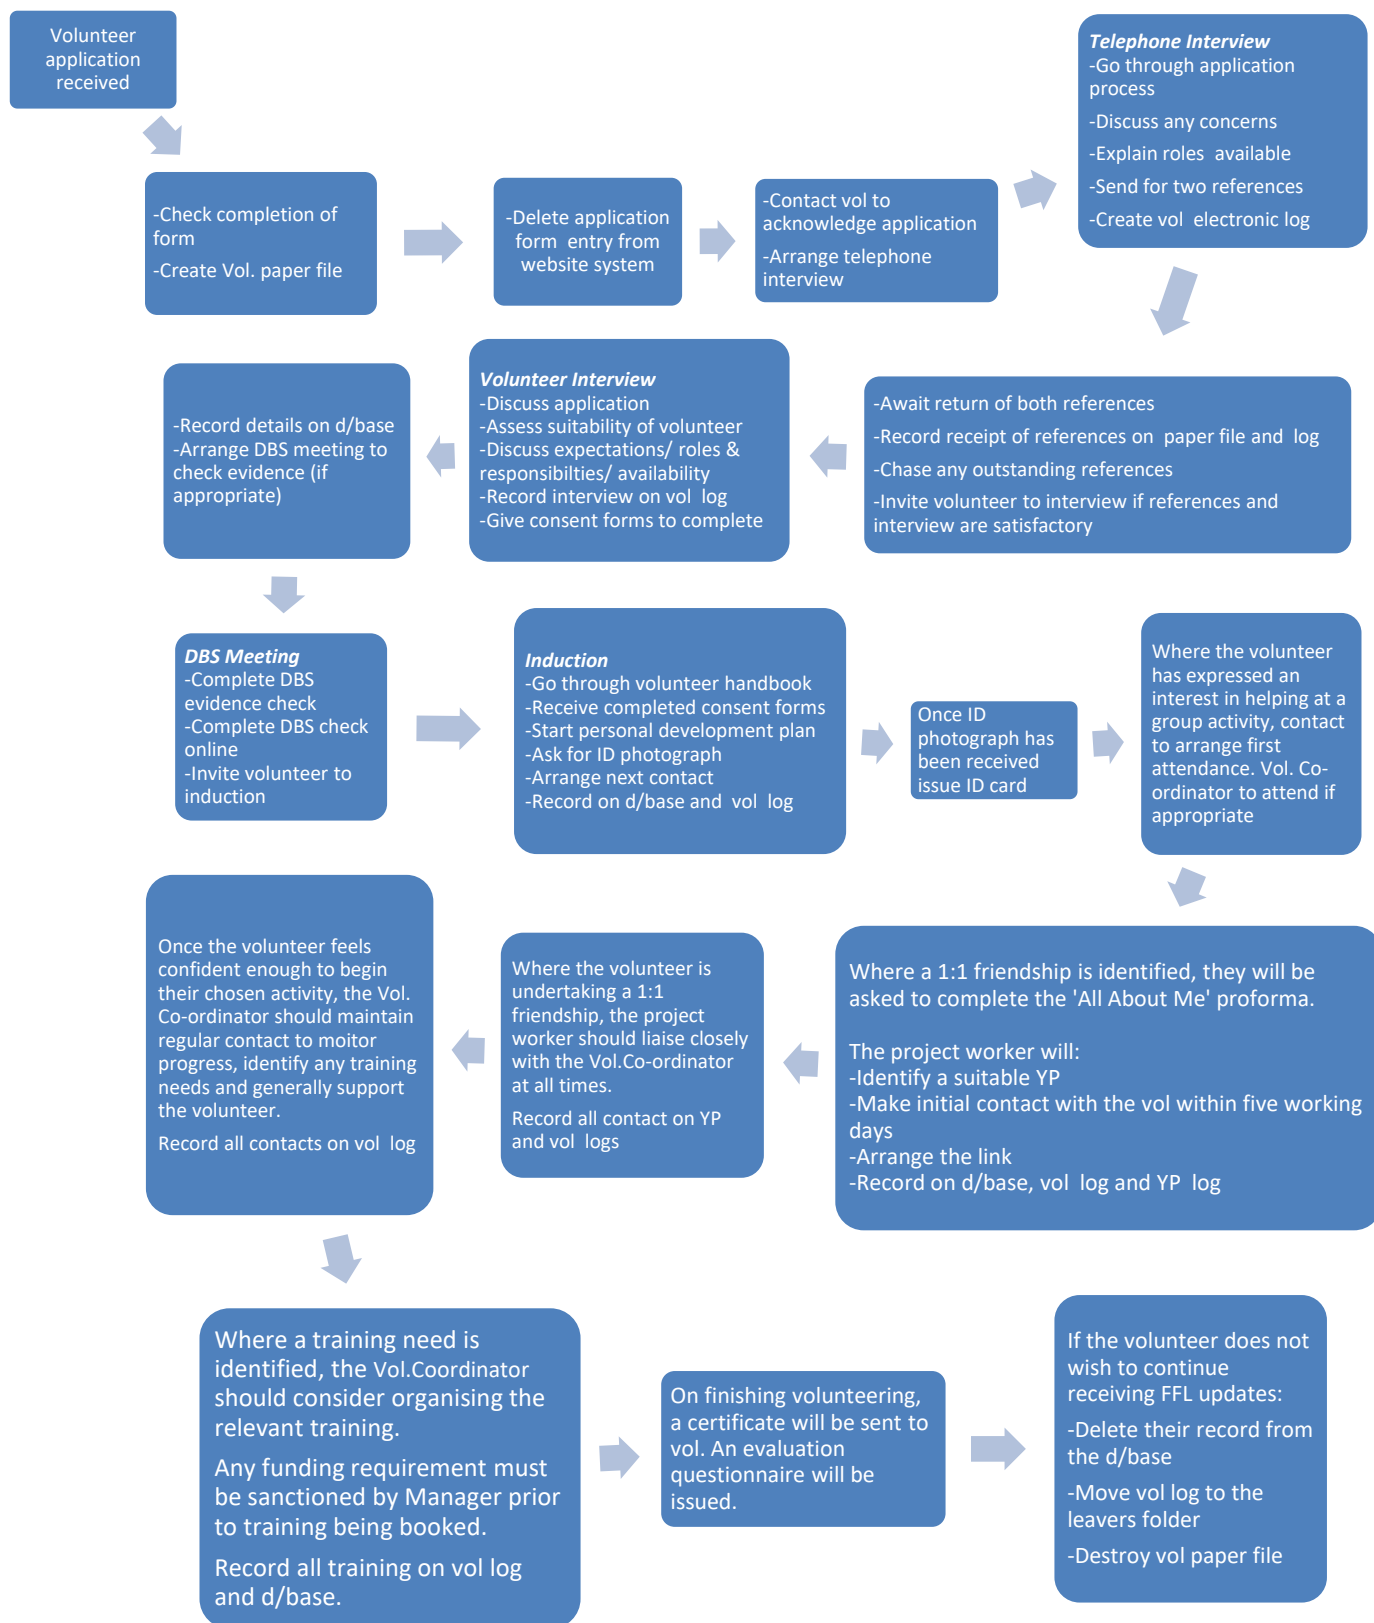 Volunteer
application
received
-Check completion of
form
-Create Vol. paper file
-Delete application
form  entry from
website system
-Contact vol to
acknowledge application
-Arrange telephone
interview
Telephone Interview
-Go through application
process
-Discuss any concerns
-Explain roles  available
-Send for two references
-Create vol  electronic log
-Await return of both references
-Record receipt of references on  paper file and log
-Chase any outstanding references
-Invite volunteer to interview if references and
interview are satisfactory
Volunteer Interview
-Discuss application
-Assess suitability of volunteer
-Discuss expectations/ roles &
responsibilties/ availability
-Record interview on vol  log
-Give consent forms to complete
-Record details on d/base
-Arrange DBS meeting to
check evidence (if
appropriate)
DBS Meeting
-Complete DBS
evidence check
-Complete DBS check
online
-Invite volunteer to
induction
Induction
-Go through volunteer handbook
-Receive completed consent forms
-Start personal development plan
-Ask for ID photograph
-Arrange next contact
-Record on d/base and  vol  log
Once ID
photograph has
been received
issue ID card
Where the volunteer
has expressed an
interest in helping at a
group activity, contact
to arrange first
attendance. Vol. Co-
ordinator to attend if
appropriate
Where a 1:1 friendship is identified, they will be
asked to complete the 'All About Me' proforma.
The project worker will:
-Identify a suitable YP
-Make initial contact with the vol within five working
days
-Arrange the link
-Record on d/base, vol  log and YP  log
Where the volunteer is
undertaking a 1:1
friendship, the project
worker should liaise closely
with the Vol.Co-ordinator
at all times.
Record all contact on YP
and vol  logs
Once the volunteer feels
confident enough to begin
their chosen activity, the Vol.
Co-ordinator should maintain
regular contact to moitor
progress, identify any training
needs and generally support
the volunteer.
Record all contacts on vol  log
Where a training need is
identified, the Vol.Coordinator
should consider organising the
relevant training.
Any funding requirement must
be sanctioned by Manager prior
to training being booked.
Record all training on vol log
and d/base.
On finishing volunteering,
a certificate will be sent to
vol. An evaluation
questionnaire will be
issued.
If the volunteer does not
wish to continue
receiving FFL updates:
-Delete their record from
the d/base
-Move vol log to the
leavers folder
-Destroy vol paper file